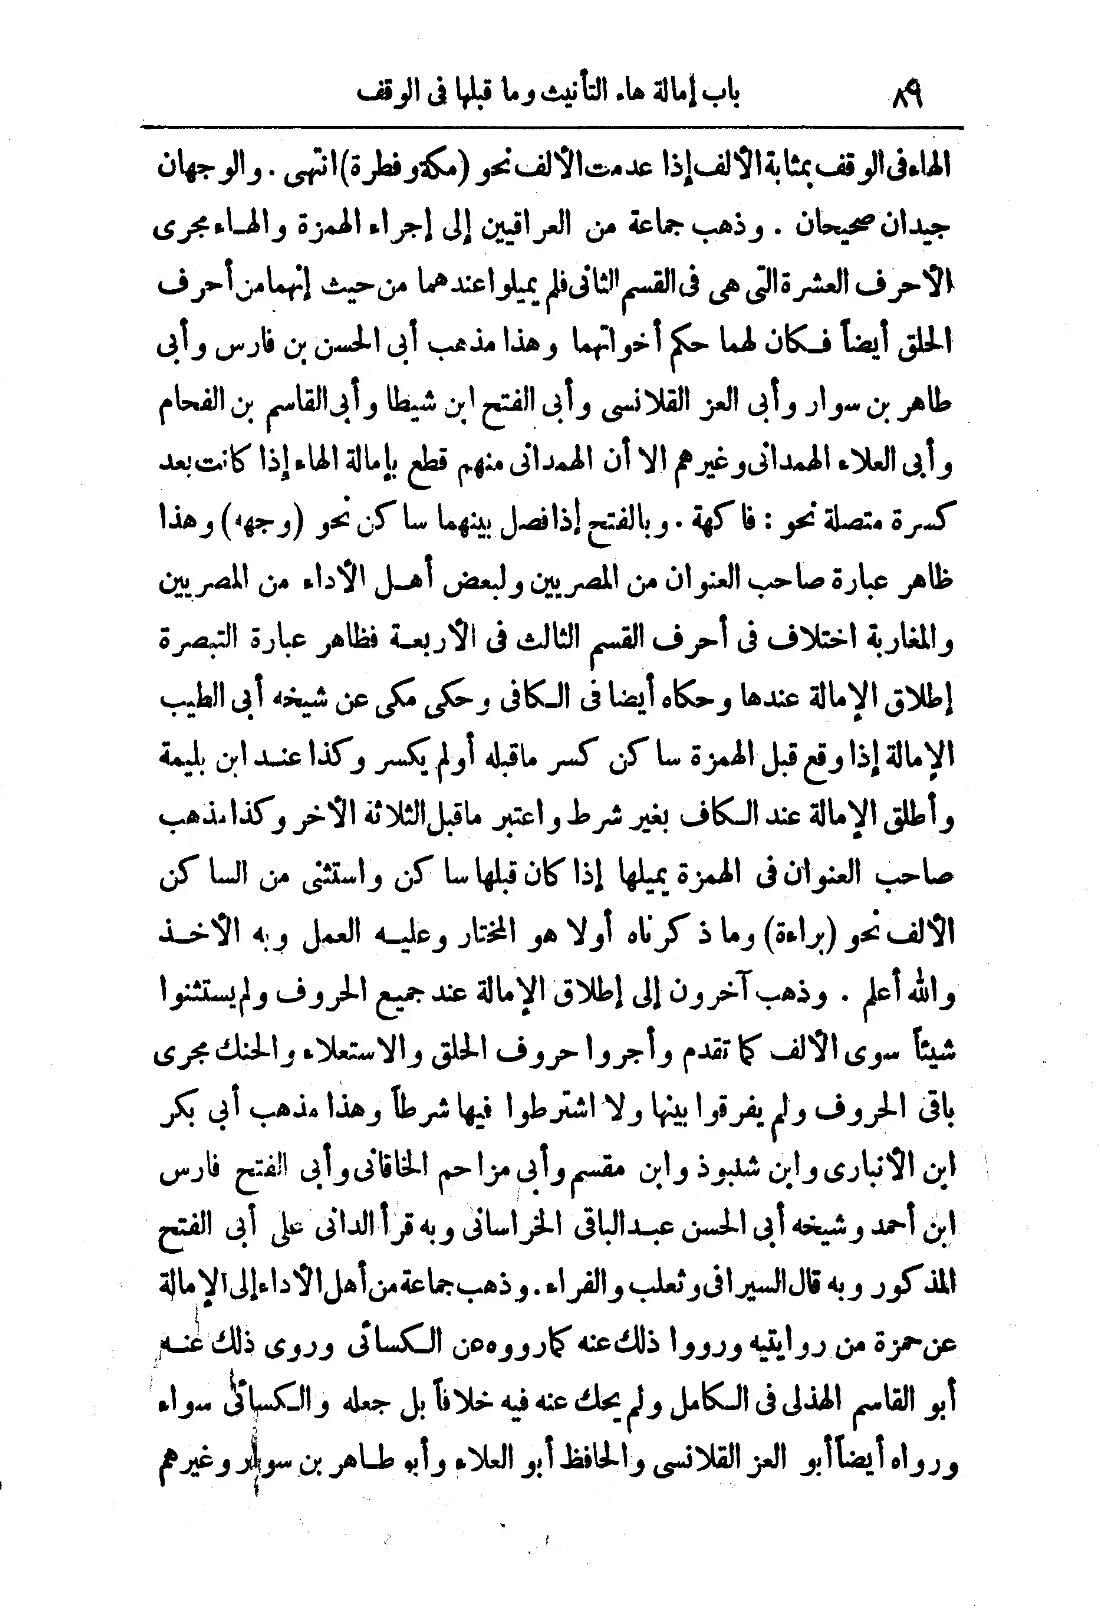 ٨٩ باب إمالة هاء التأنيث وما قبلها فى الوقف
الهاء فى الوقف بمثابة الألف إذا عدمت الألف نحو (مكة وفطرة) انتهى . والوجهان
جيدان صحيحان . وذهب جماعة من العراقيين إلى إجراء الهمزة والهاء مجرى
الأحرف العشرة التى هى فى القسم الثانى فلم يميلوا عندهما من حيث إنهما من أحرف
الحلق أيضاً فكان لهما حكم أخواتهما وهذا مذهب أبى الحسن بن فارس وأبى
طاهر بن سوار وأبى العز القلانسى وأبى الفتح ابن شيطا وأبى القاسم بن الفحام
وأبى العلاء الهمدانى وغيرهم الا أن الهمدانى منهم قطع بإمالة الهاء إذا كانت بعد
كسرة متصلة نحو : فاكهة . وبالفتح إذا فصل بينهما ساكن نحو (وجهه) وهذا
ظاهر عبارة صاحب العنوان من المصريين ولبعض أهل الأداء من المصريين
والمغاربة اختلاف فى أحرف القسم الثالث فى الأربعة فظاهر عبارة التبصرة
إطلاق الإمالة عندها وحكاه أيضا فى الكافى وحكى مكى عن شيخه أبى الطيب
الإمالة إذا وقع قبل الهمزة ساكن كسر ماقبله أولم يكسر وكذا عند ابن بليمة
وأطلق الإمالة عند الكاف بغير شرط واعتبر ماقبل الثلاثة الأخر وكذا مذهب
صاحب العنوان فى الهمزة يميلها إذا كان قبلها ساكن واستثنى من الساكن
الألف نحو (براءة) وما ذكرناه أولا هو المختار وعليه العمل وبه الأخذ
والله أعلم . وذهب آخرون إلى إطلاق الإمالة عند جميع الحروف ولم يستثنوا
شيئاً سوى الألف كما تقدم وأجروا حروف الحلق والاستعلاء والحنك مجرى
باقى الحروف ولم يفرقوا بينها ولا اشترطوا فيها شرطاً وهذا مذهب أبى بكر
ابن الأنبارى وابن شنبوذ وابن مقسم وأبى مزاحم الخاقانى وأبى الفتح فارس
ابن أحمد وشيخه أبى الحسن عبد الباقى الخراسانى وبه قرأ الدانى على أبى الفتح
المذكور وبه قال السيرافى وثعلب والفراء . وذهب جماعة من أهل الأداء إلى الإمالة
عن حمزة من روايتيه ورووا ذلك عنه كما رووه عن الكسائى وروى ذلك عنه
أبو القاسم الهذلى فى الكامل ولم يحك عنه فيه خلافاً بل جعله والكسائى سواء
ورواه أيضاً أبو العز القلانسى والحافظ أبو العلاء وأبو طاهر بن سوار وغيرهم